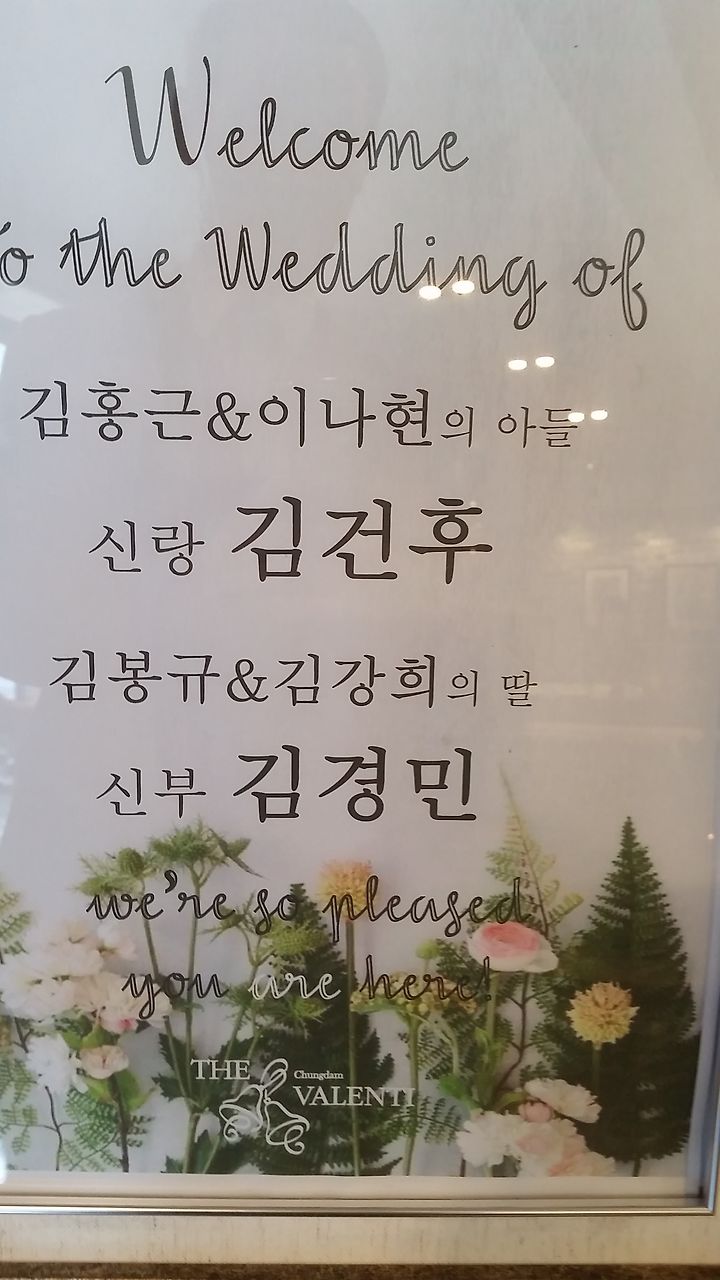 Welcome
to the Wedding of
김홍근&이나현의 아들
신랑 김건후
김봉규&김강희의 딸
신부 김경민
we're so pleased
you are here!
THE Chungdam VALENTI